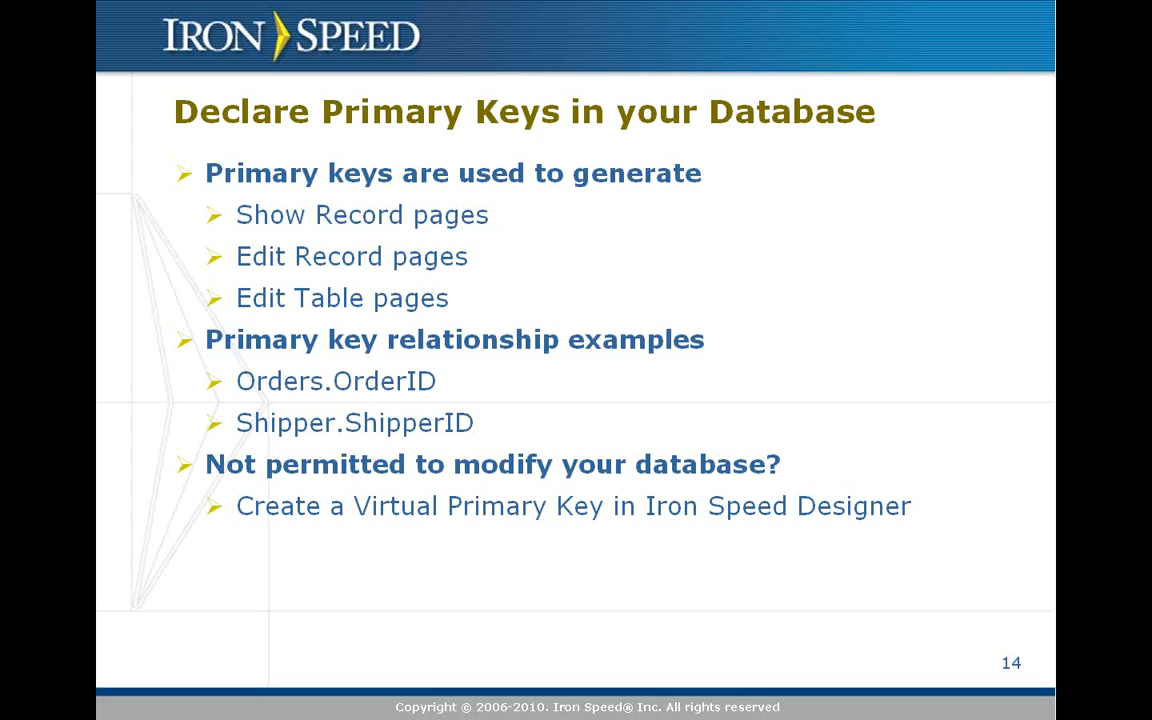 IRON SPEED
Declare Primary Keys in your Database
Primary keys are used to generate
Show Record pages
Edit Record pages
Edit Table pages
Primary key relationship examples
Orders.OrderID
Shipper.ShipperID
Not permitted to modify your database?
Create a Virtual Primary Key in Iron Speed Designer
14
Copyright © 2006-2010. Iron Speed® Inc. All rights reserved